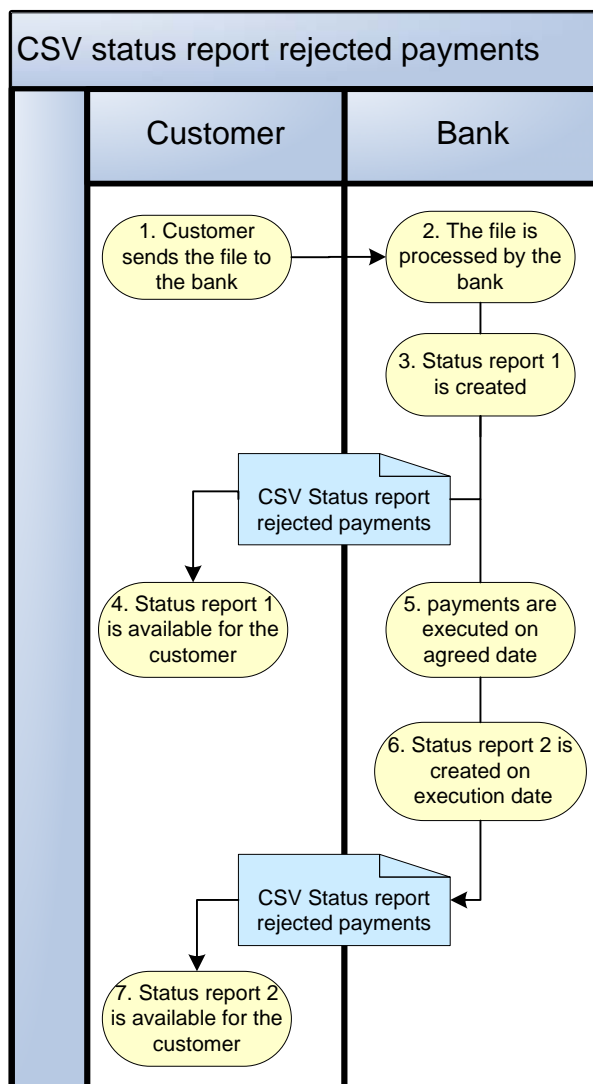 CSV status report rejected payments
Customer
Bank
1. Customer
sends the file to
the bank
2. The file is
processed by the
bank
3. Status report 1
is created
CSV Status report
rejected payments
4. Status report 1
is available for the
customer
5. payments are
executed on
agreed date
6. Status report 2 is
created on
execution date
CSV Status report
rejected payments
7. Status report 2
is available for the
customer